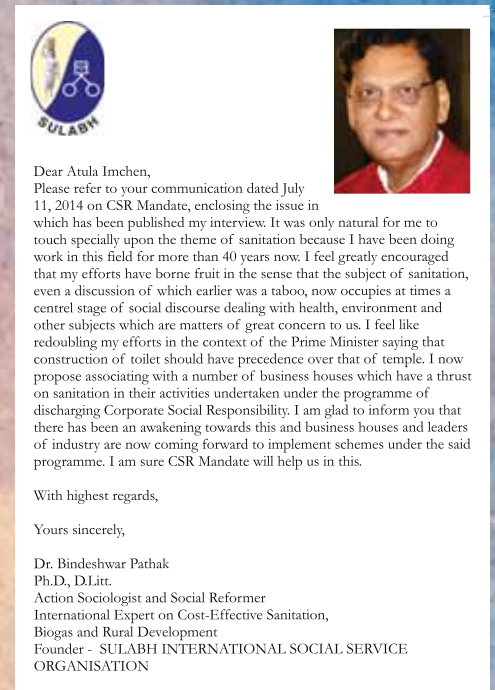 SULABH
Dear Atula Imchen,
Please refer to your communication dated July
11, 2014 on CSR Mandate, enclosing the issue in
which has been published my interview. It was only natural for me to
touch specially upon the theme of sanitation because I have been doing
work in this field for more than 40 years now. I feel greatly encouraged
that my efforts have borne fruit in the sense that the subject of sanitation,
even a discussion of which earlier was a taboo, now occupies at times a
centrel stage of social discourse dealing with health, environment and
other subjects which are matters of great concern to us. I feel like
redoubling my efforts in the context of the Prime Minister saying that
construction of toilet should have precedence over that of temple. I now
propose associating with a number of business houses which have a thrust
on sanitation in their activities undertaken under the programme of
discharging Corporate Social Responsibility. I am glad to inform you that
there has been an awakening towards this and business houses and leaders
of industry are now coming forward to implement schemes under the said
programme. I am sure CSR Mandate will help us in this.
With highest regards,
Yours sincerely,
Dr. Bindeshwar Pathak
Ph.D., D.Litt.
Action Sociologist and Social Reformer
International Expert on Cost-Effective Sanitation,
Biogas and Rural Development
Founder - SULABH INTERNATIONAL SOCIAL SERVICE
ORGANISATION